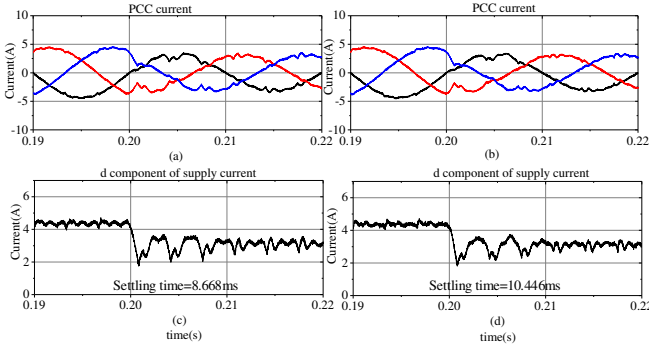 PCC current
PCC current
Current(A)
10
5
0
-5
-10
0.19
0.20
0.21
0.22
(a)
Current(A)
10
5
0
-5
-10
0.19
0.20
0.21
0.22
(b)
d component of supply current
d component of supply current
Current(A)
6
4
2
0
Settling time=8.668ms
0.19
0.20
0.21
0.22
(c)
time(s)
Current(A)
6
4
2
0
Settling time=10.446ms
0.19
0.20
0.21
0.22
(d)
time(s)